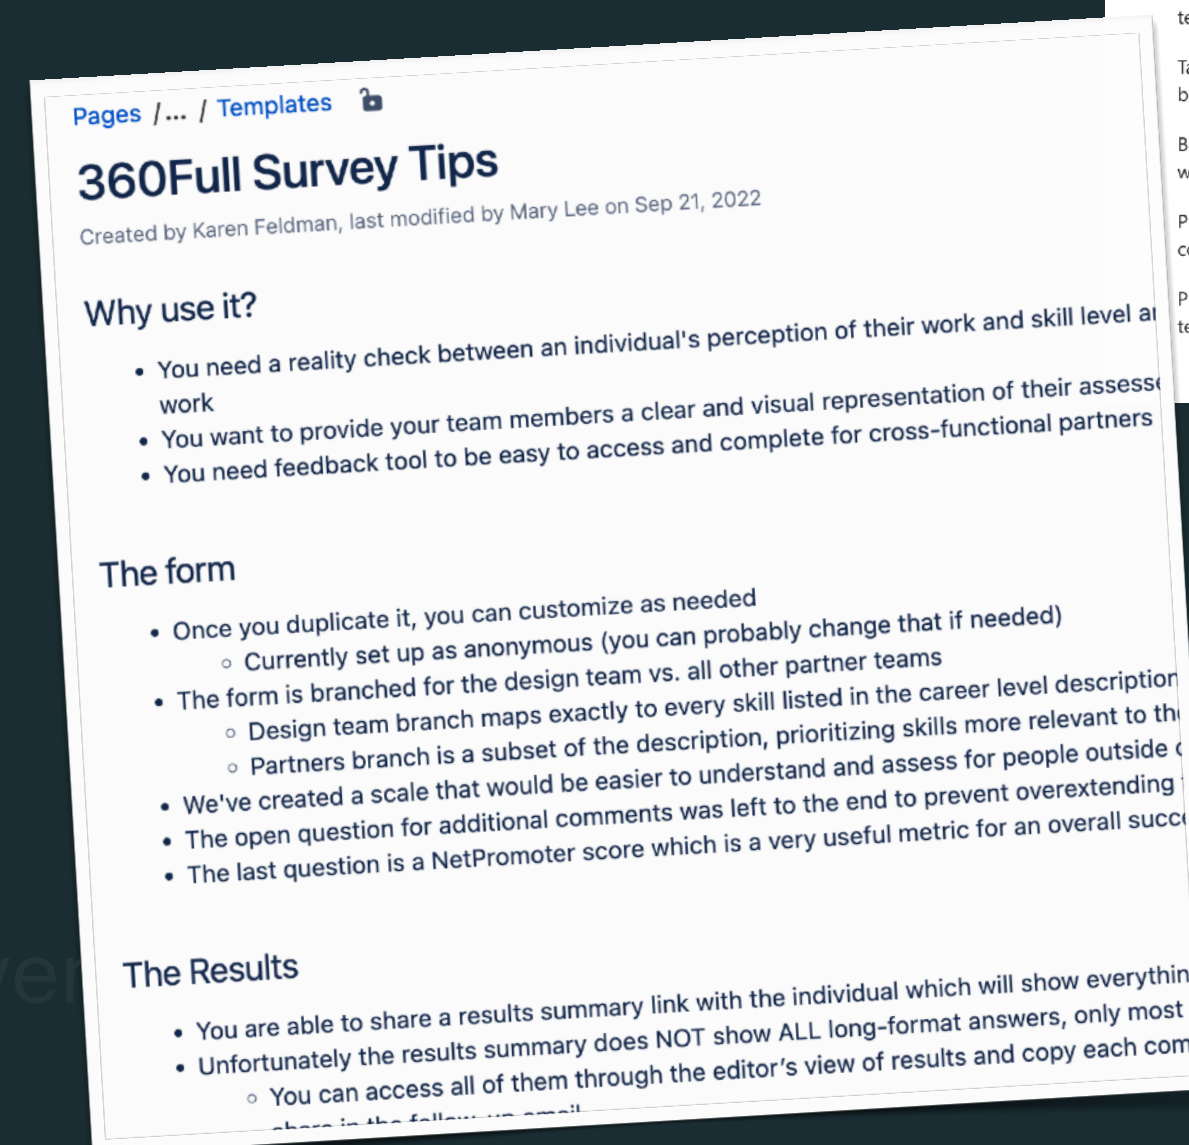 Pages /... / Templates
360Full Survey Tips
Created by Karen Feldman, last modified by Mary Lee on Sep 21, 2022
Why use it?
• You need a reality check between an individual's perception of their work and skill level
work
• You want to provide your team members a clear and visual representation of their
• You need feedback tool to be easy to access and complete for cross-functional partners
The form
• Once you duplicate it, you can customize as needed
○ Currently set up as anonymous (you can probably change that if needed)
• The form is branched for the design team vs. all other partner teams
○ Design team branch maps exactly to every skill listed in the career level description
○ Partners branch is a subset of the description, prioritizing skills more relevant to
• We've created a scale that would be easier to understand and assess for people outside
• The open question for additional comments was left to the end to prevent overextending
• The last question is a NetPromoter score which is a very useful metric for an overall
The Results
• You are able to share a results summary link with the individual which will show
• Unfortunately the results summary does NOT show ALL long-format answers, only most
○ You can access all of them through the editor's view of results and copy each